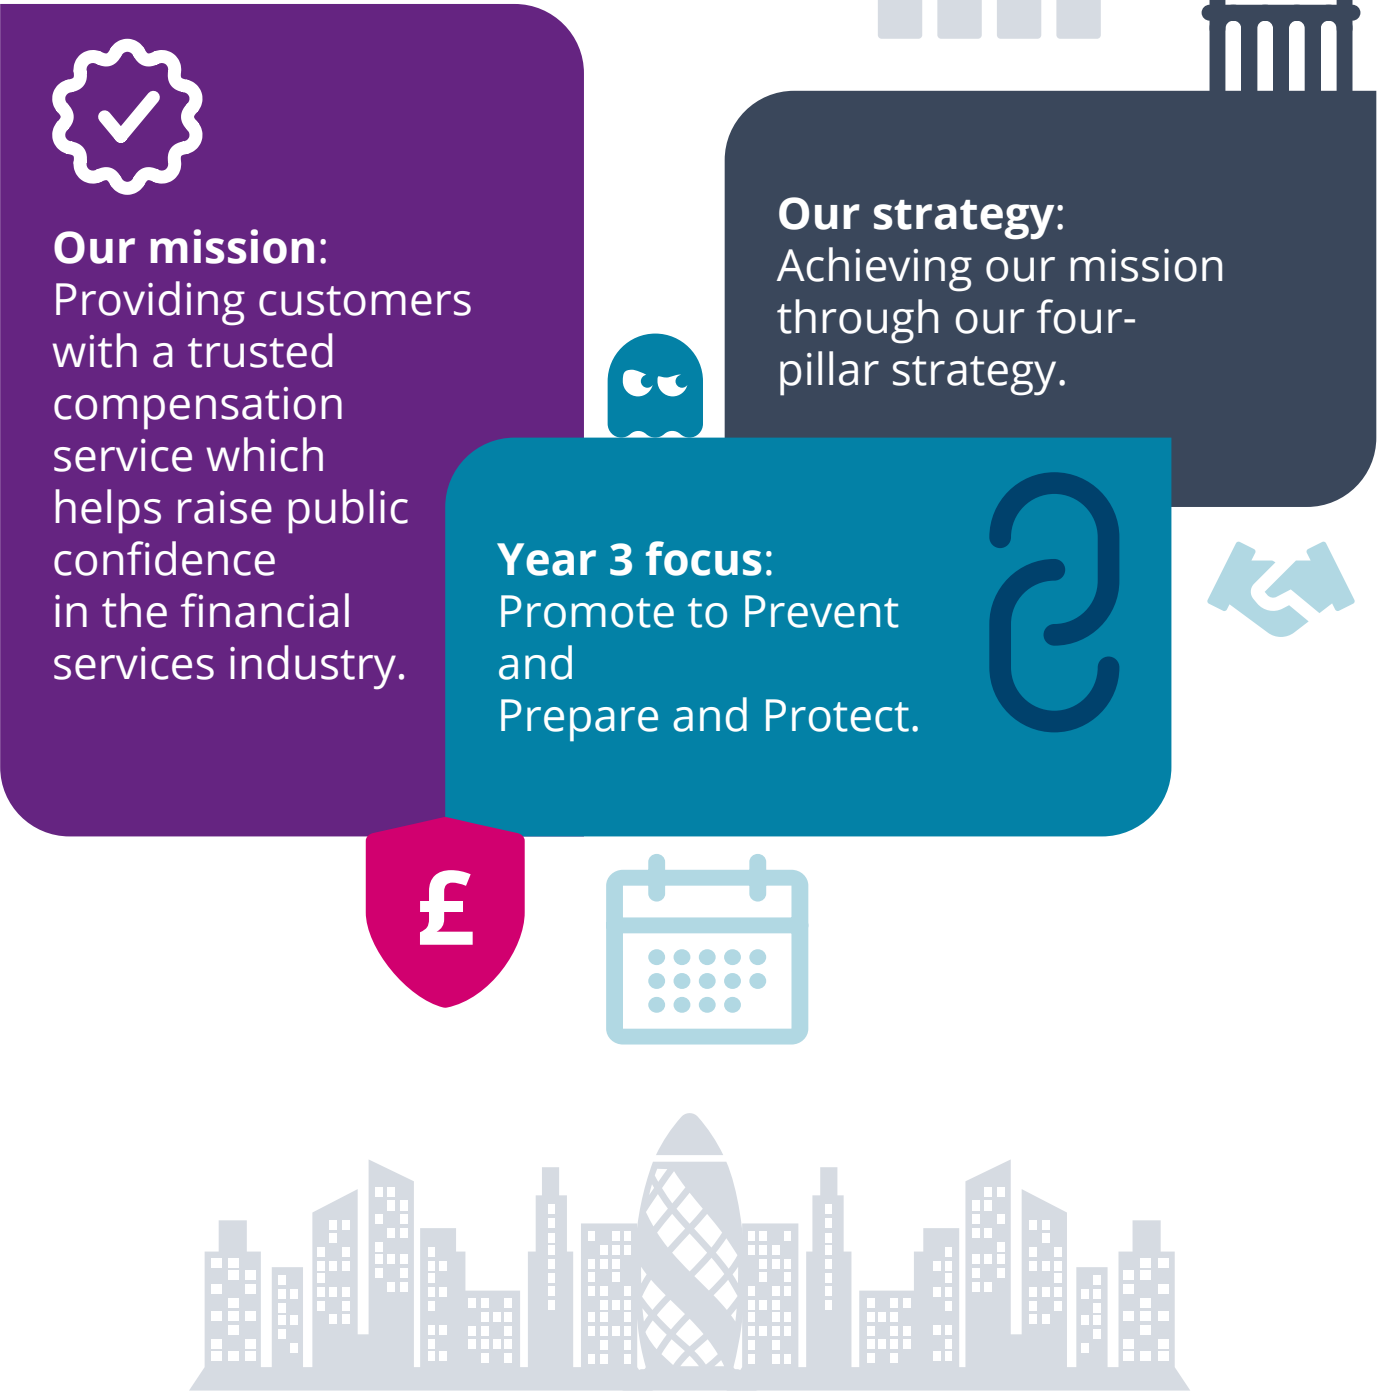 Our mission:
Providing customers
with a trusted
compensation
service which
helps raise public
confidence
in the financial
services industry.
Our strategy:
Achieving our mission
through our four-
pillar strategy.
Year 3 focus:
Promote to Prevent
and
Prepare and Protect.
£